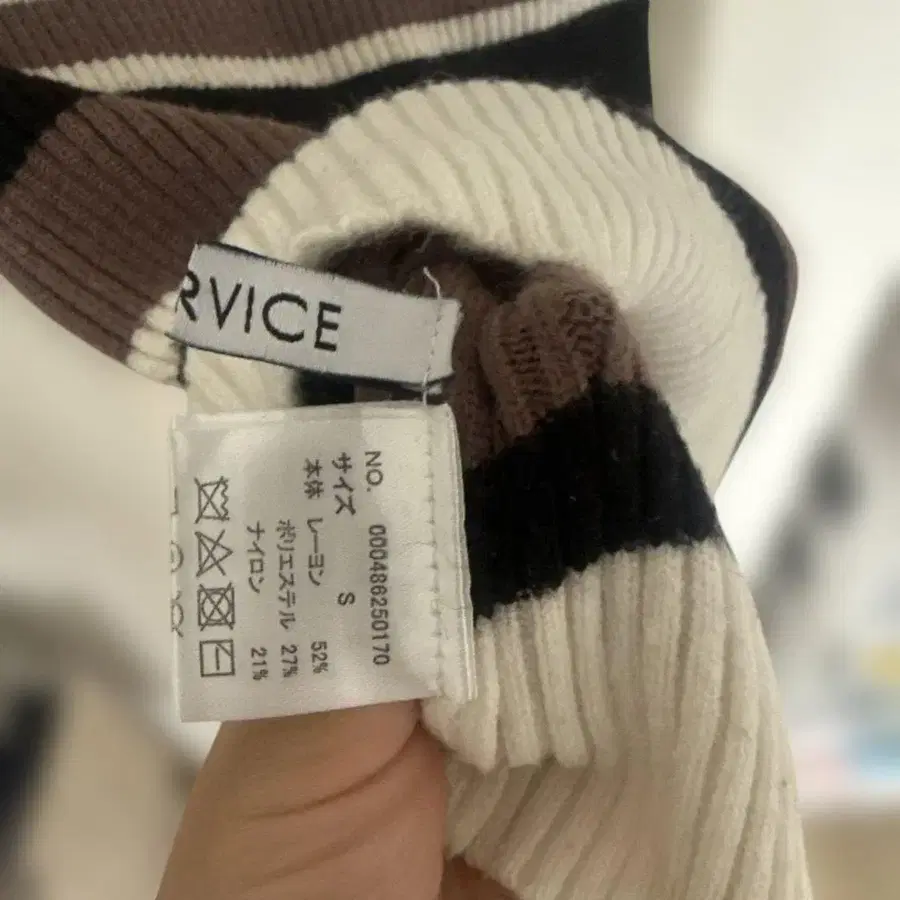 RVICE
NO. 000486250170
サイズ S
本体 レーヨン 52%
ポリエステル 27%
ナイロン 21%